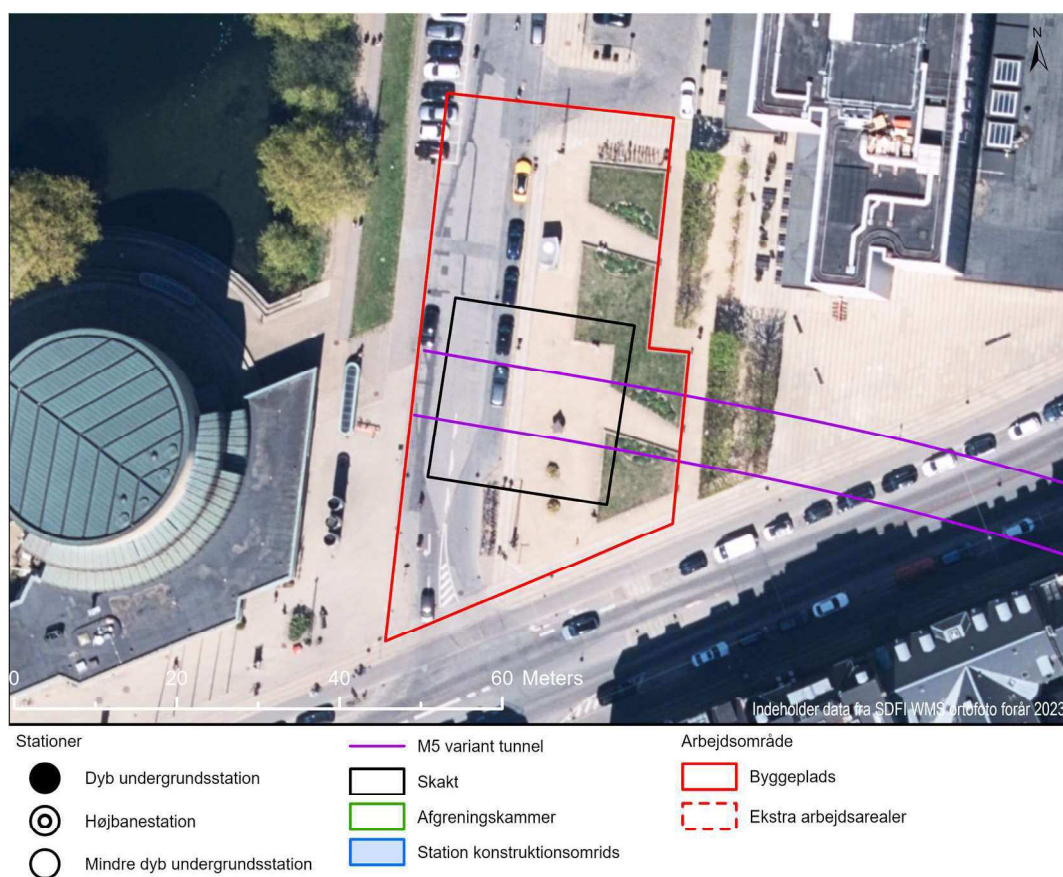 N
0 20 40 60 Meters
Indeholder data fra SDFI WMS ortofoto forår 2023
Stationer
Dyb undergrundsstation
Højbanestation
Mindre dyb undergrundsstation
M5 variant tunnel
Skakt
Afgreningskammer
Station konstruktionsomrids
Arbejdsområde
Byggeplads
Ekstra arbejdsarealer